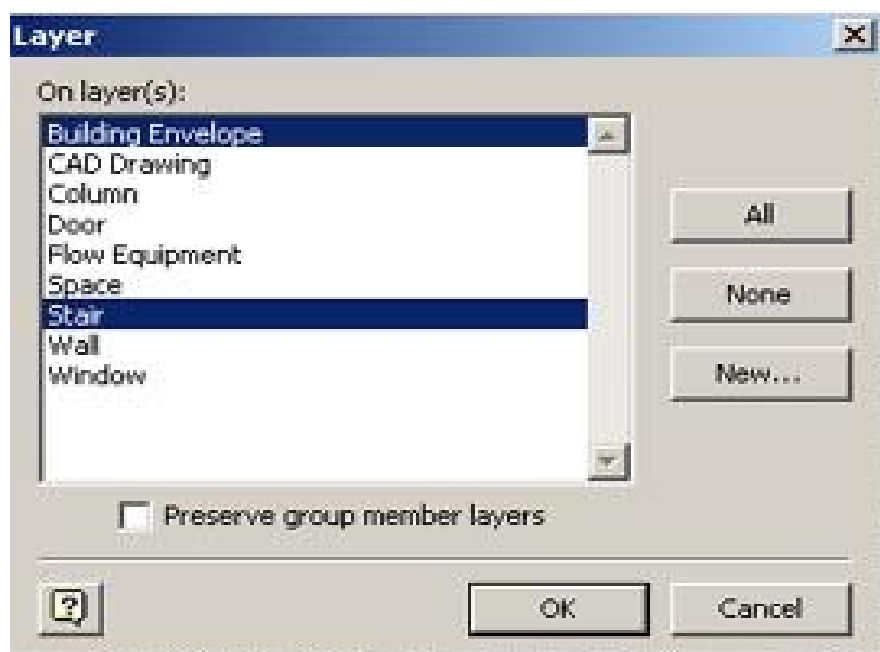 Layer
On layer(s):
Building Envelope
CAD Drawing
Column
Door
Flow Equipment
Space
Stair
Wall
Window
All
None
New...
Preserve group member layers
?
OK
Cancel